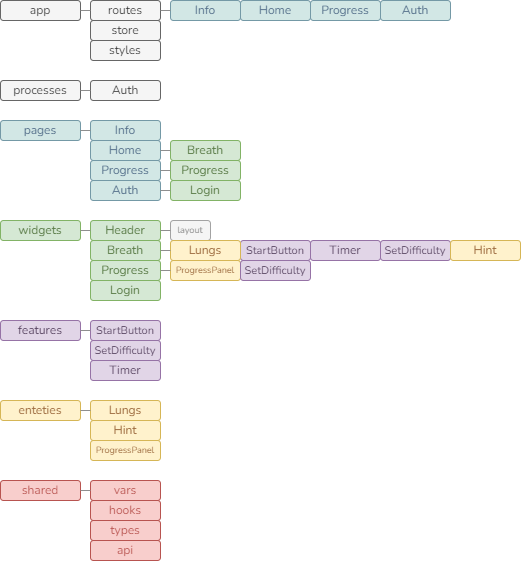 app routes Info Home Progress Auth
store
styles
processes Auth
pages Info
Home Breath
Progress Progress
Auth Login
widgets Header layout
Breath Lungs StartButton Timer SetDifficulty Hint
Progress ProgressPanel SetDifficulty
Login
features StartButton
SetDifficulty
Timer
enteties Lungs
Hint
ProgressPanel
shared vars
hooks
types
api